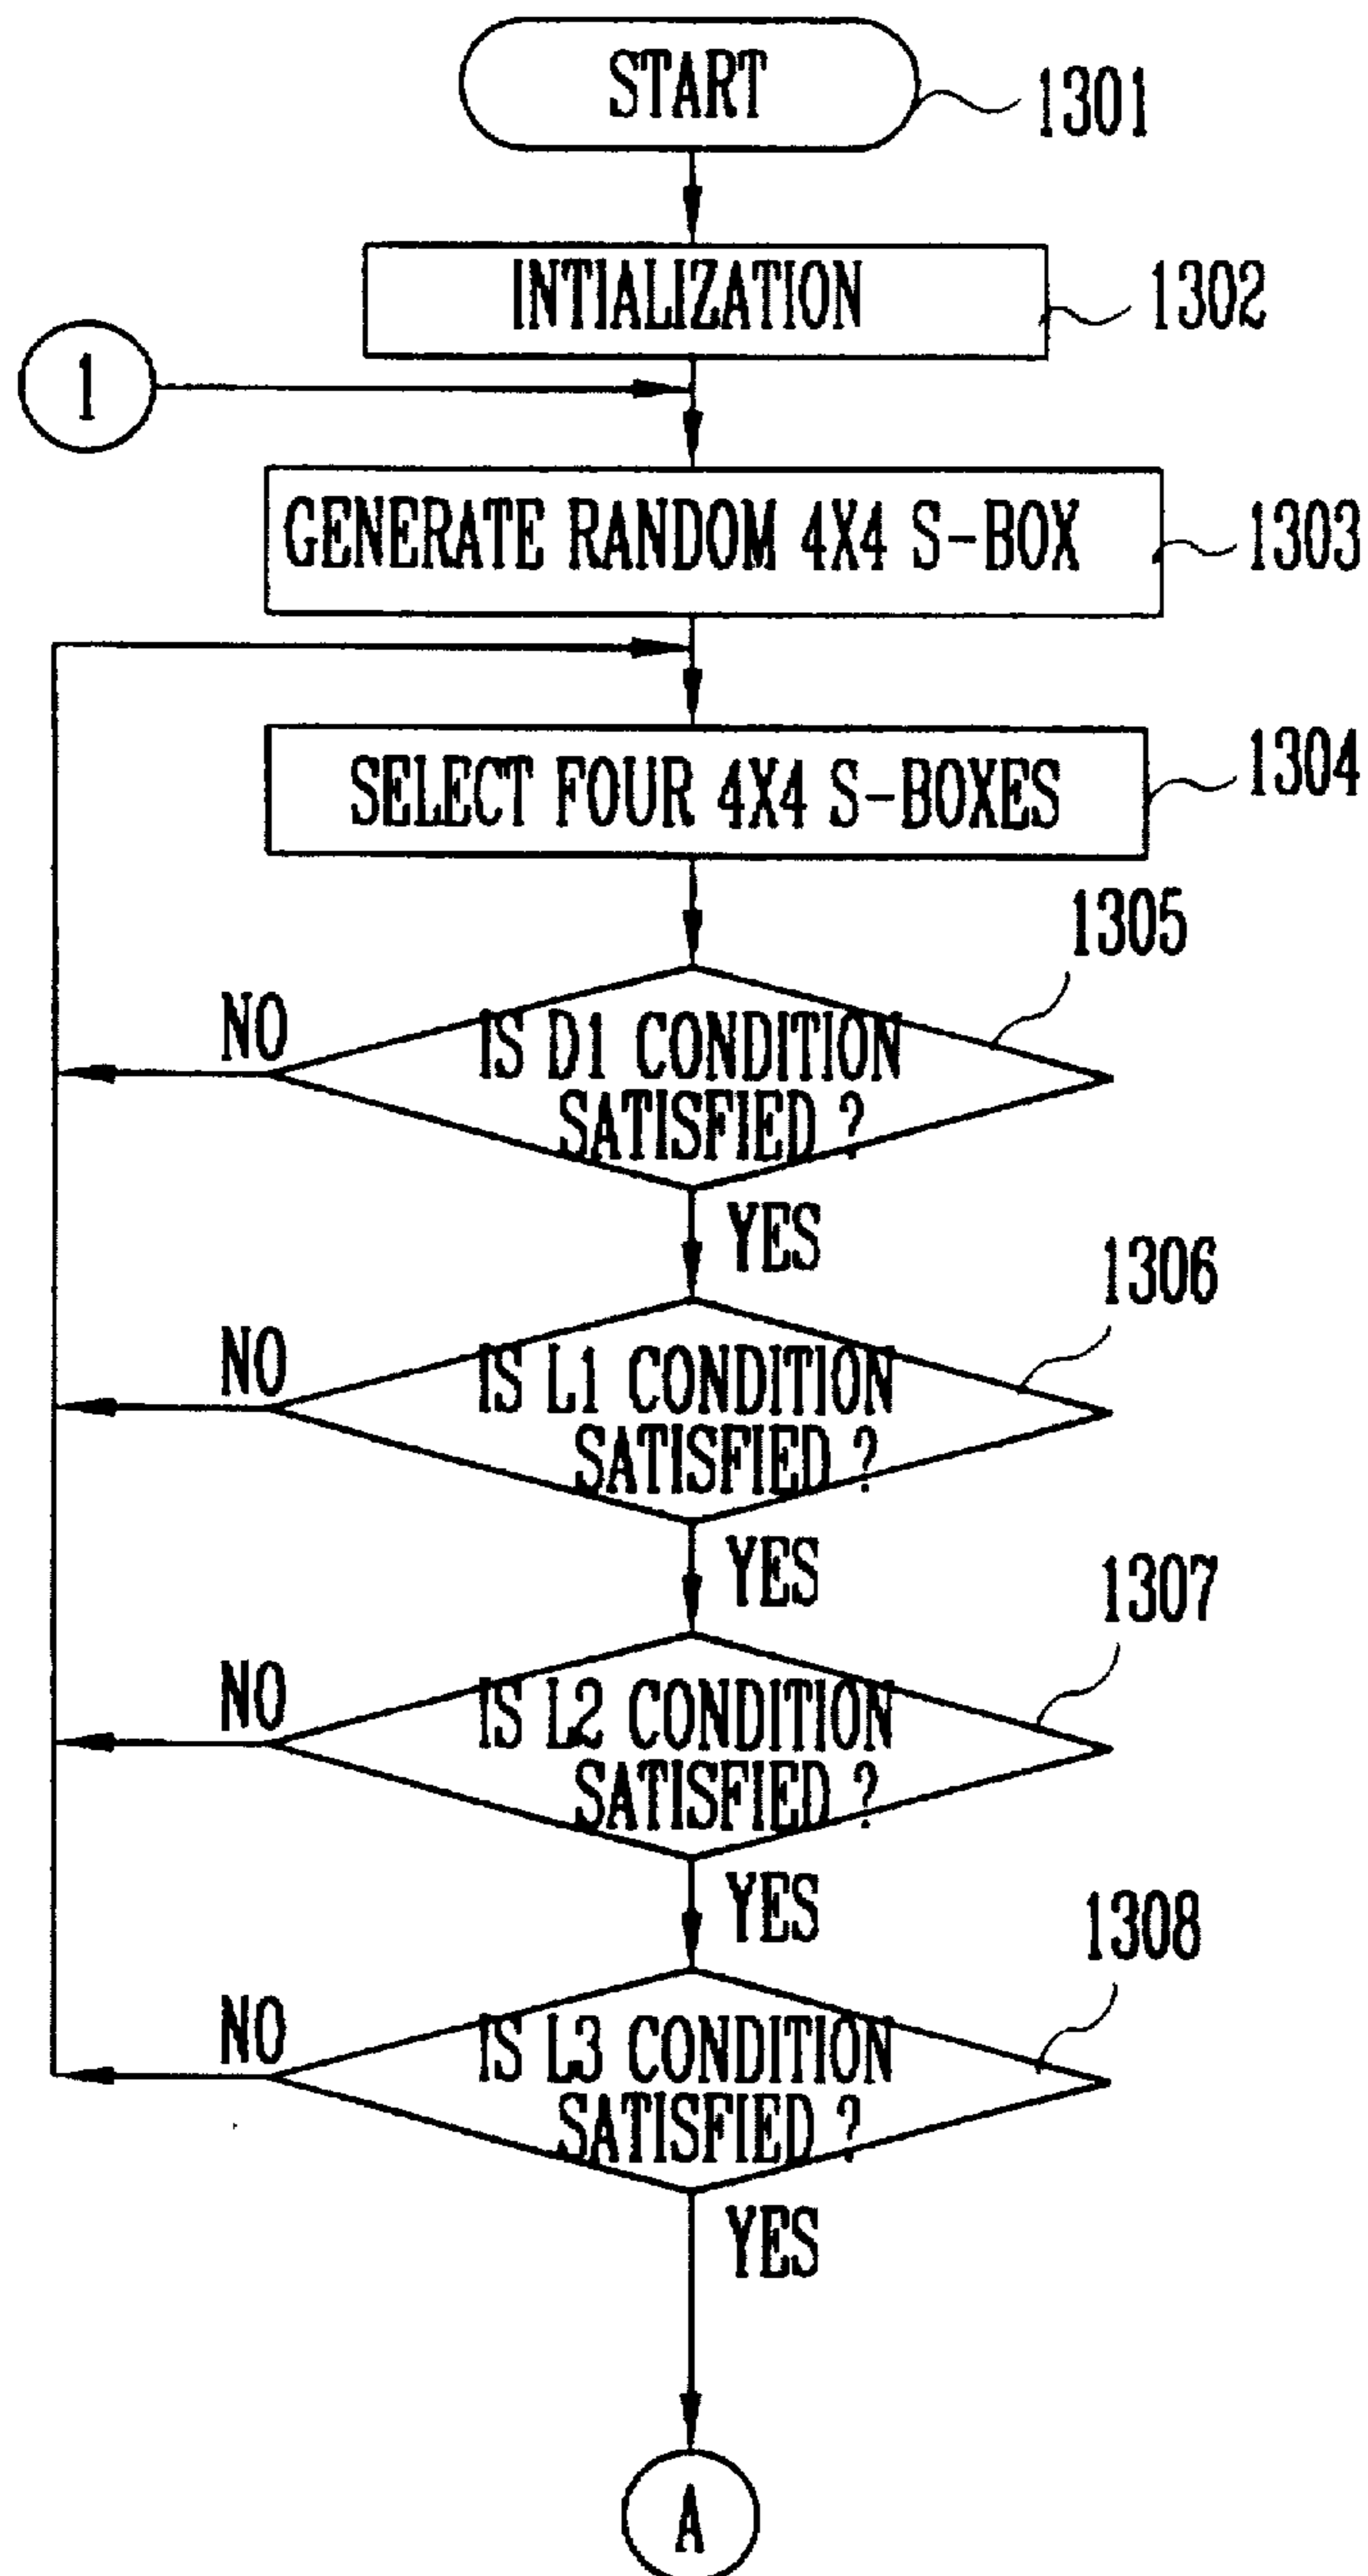 START
1301
INTIALIZATION
1302
1
GENERATE RANDOM 4X4 S-BOX
1303
SELECT FOUR 4X4 S-BOXES
1304
1305
NO
IS D1 CONDITION
SATISFIED ?
YES
1306
NO
IS L1 CONDITION
SATISFIED ?
YES
1307
NO
IS L2 CONDITION
SATISFIED ?
YES
1308
NO
IS L3 CONDITION
SATISFIED ?
YES
A